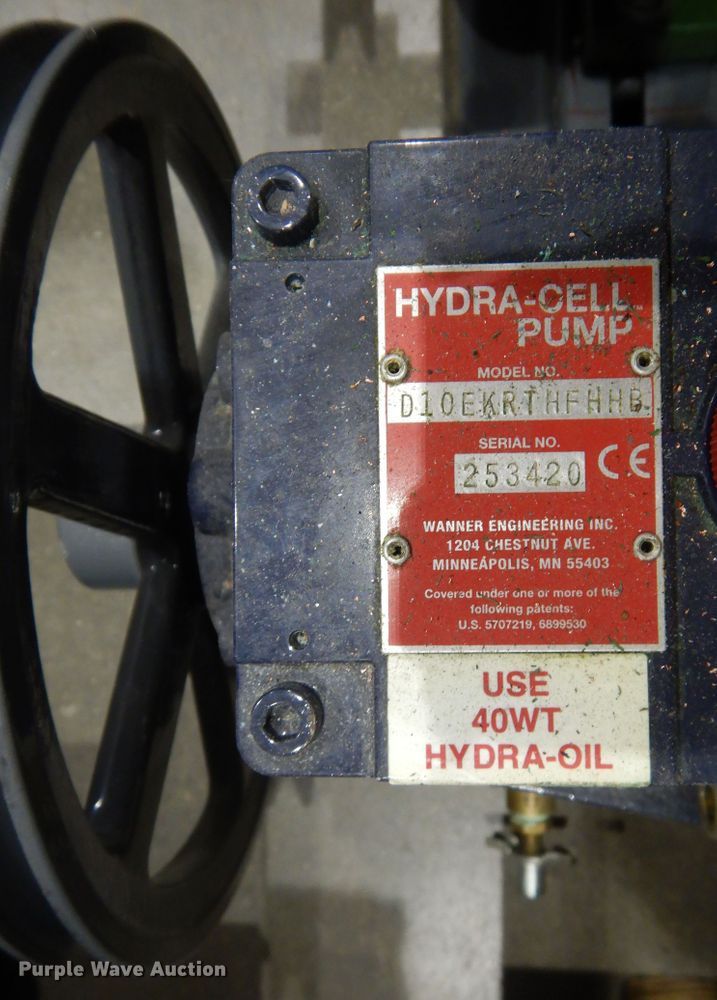 HYDRA-CELL
PUMP
MODEL NO.
D10EKRTHFHHB
SERIAL NO.
253420 CE
WANNER ENGINEERING INC.
1204 CHESTNUT AVE.
MINNEAPOLIS, MN 55403
Covered under one or more of the
following patents:
U.S. 5707219, 6899530
USE
40WT
HYDRA-OIL
Purple Wave Auction